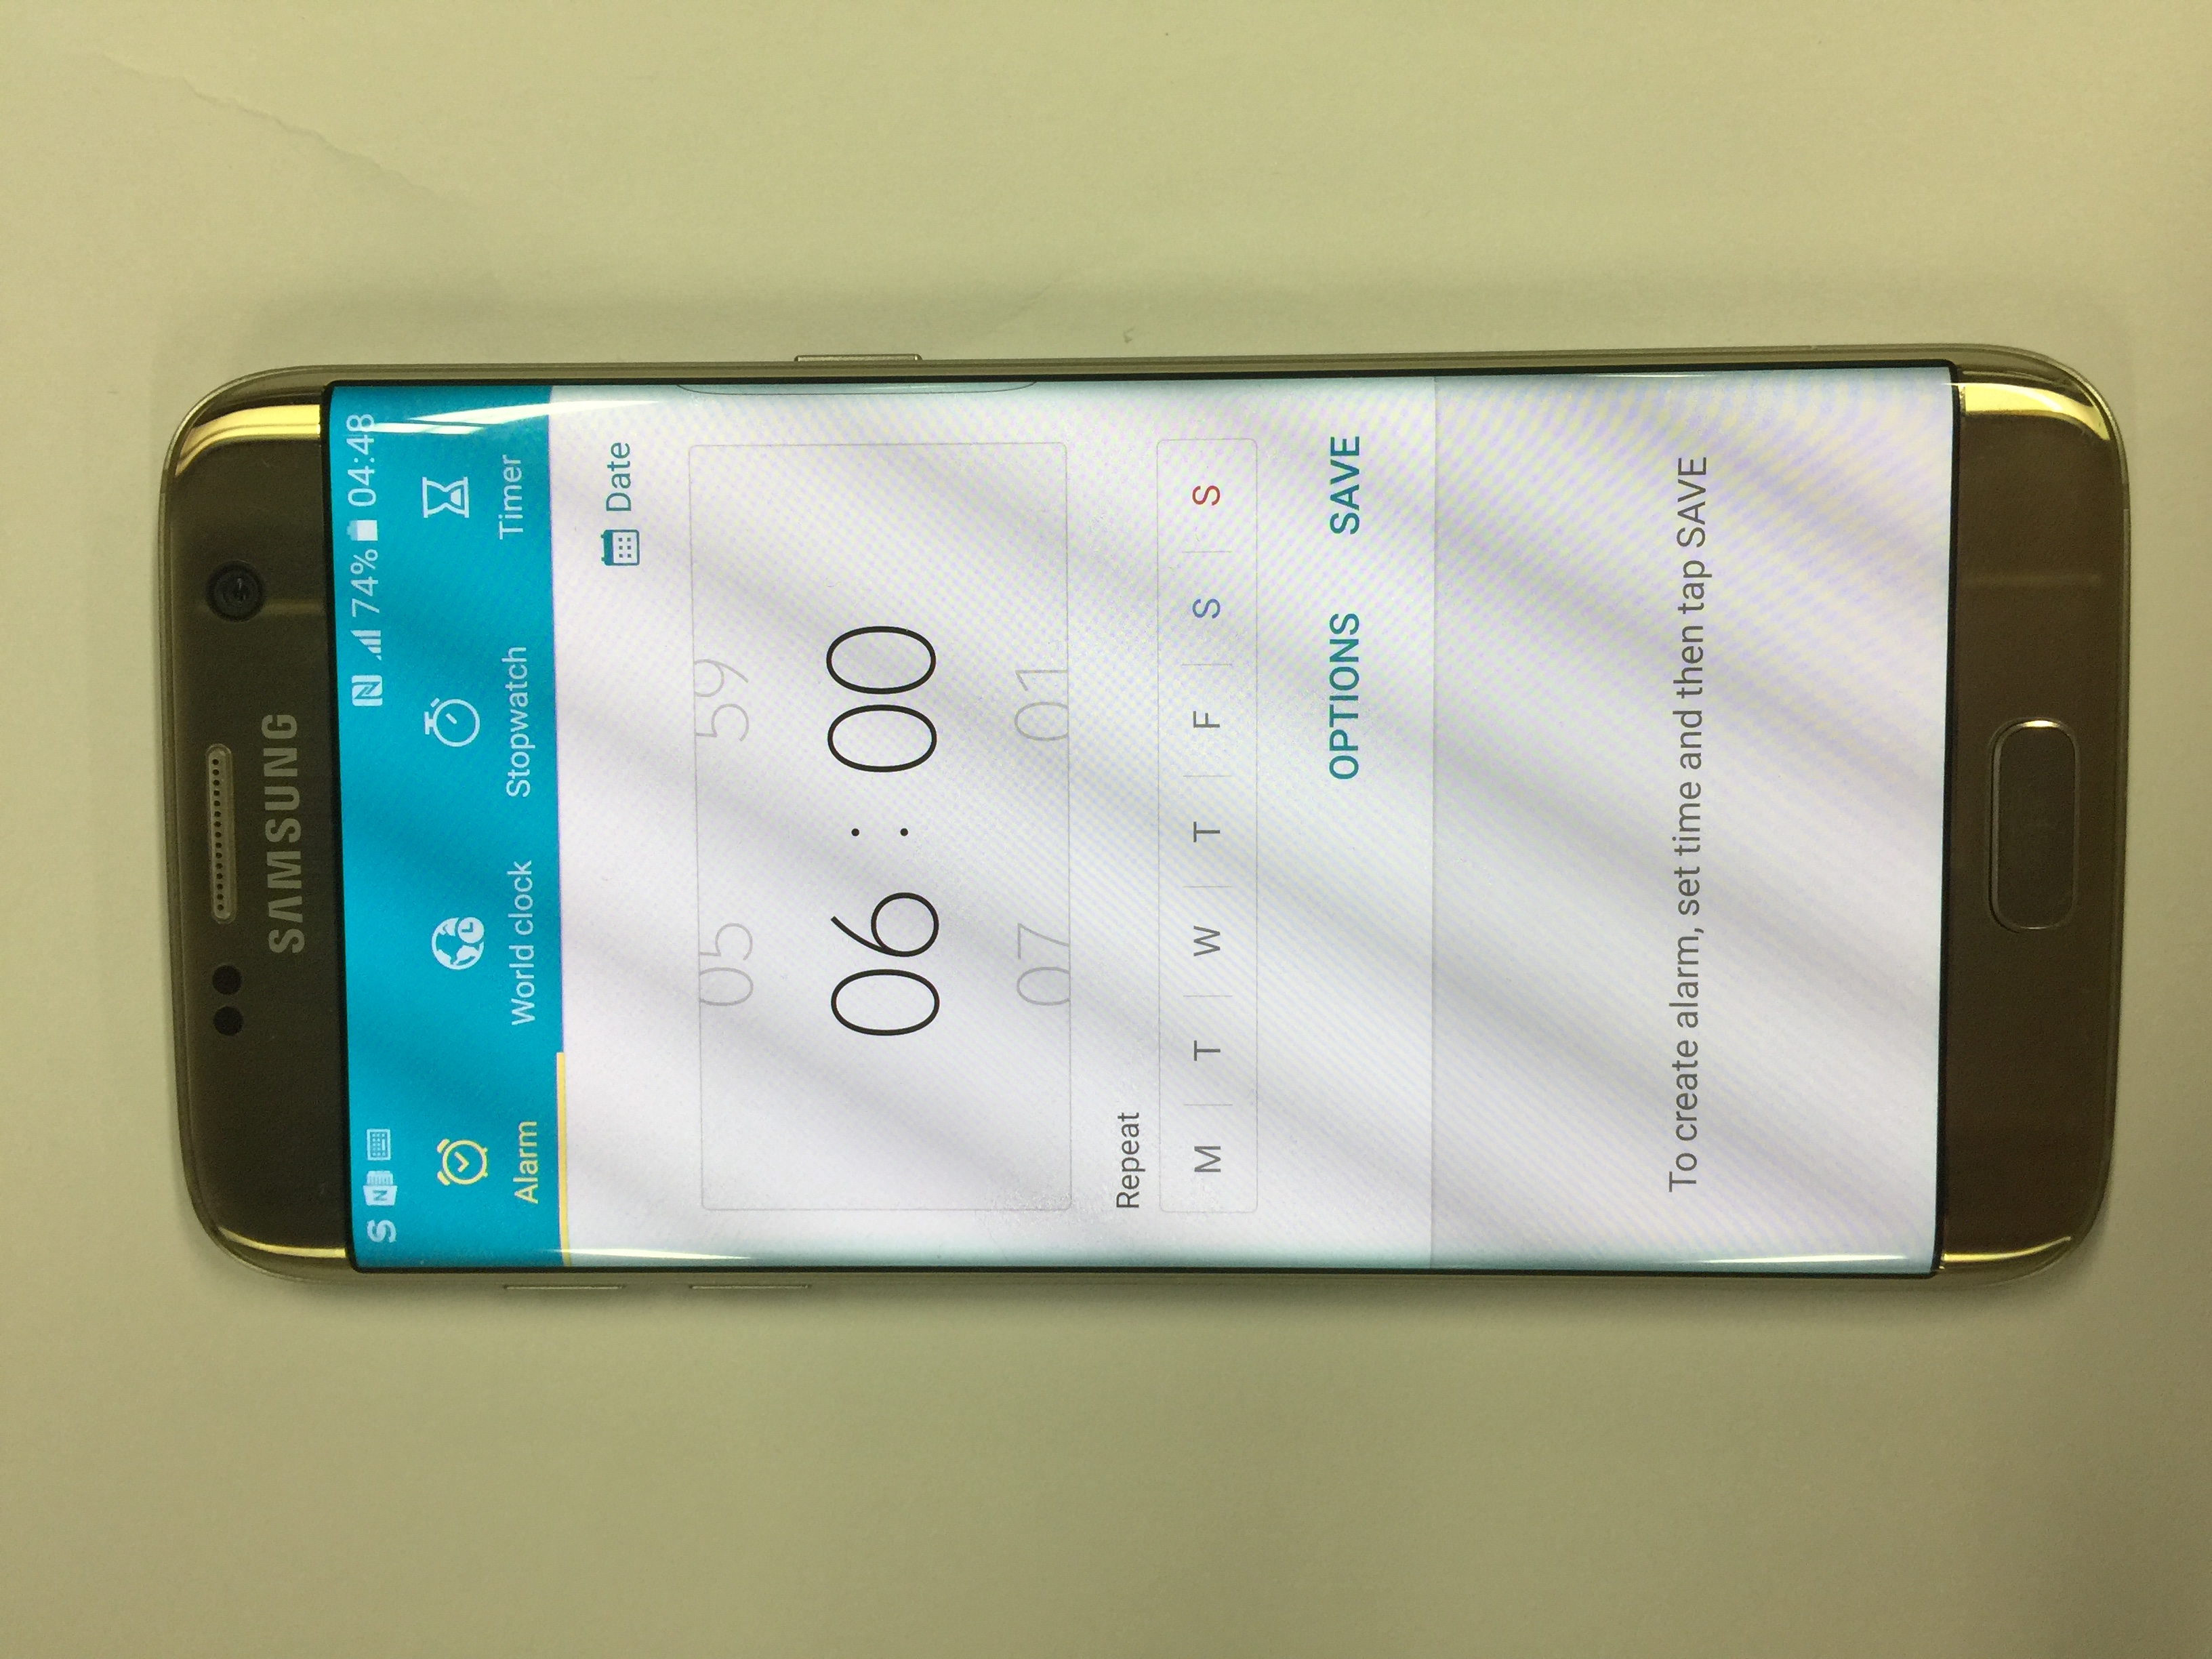 SAMSUNG
S N 74% 04:48
Alarm World clock Stopwatch Timer
Date
05 59
06 : 00
07 01
Repeat
M T W T F S S
OPTIONS SAVE
To create alarm, set time and then tap SAVE